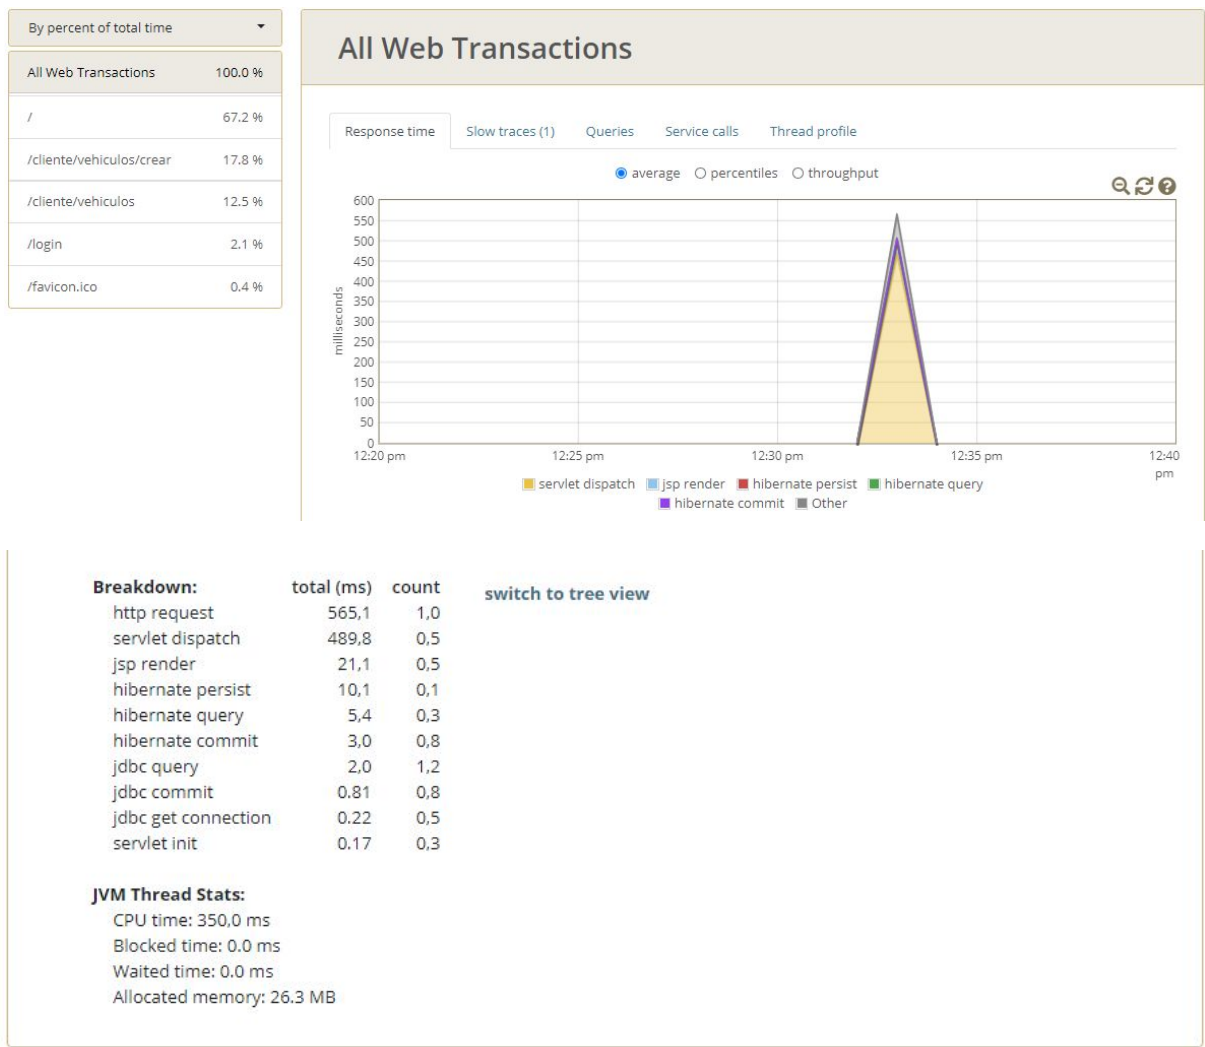 By percent of total time
All Web Transactions 100.0 %
/ 67.2 %
/cliente/vehiculos/crear 17.8 %
/cliente/vehiculos 12.5 %
/login 2.1 %
/favicon.ico 0.4 %
All Web Transactions
Response time Slow traces (1) Queries Service calls Thread profile
average percentiles throughput
milliseconds
600
550
500
450
400
350
300
250
200
150
100
50
0
12:20 pm 12:25 pm 12:30 pm 12:35 pm 12:40 pm
servlet dispatch jsp render hibernate persist hibernate query
hibernate commit Other
Breakdown: total (ms) count switch to tree view
http request 565,1 1,0
servlet dispatch 489,8 0,5
jsp render 21,1 0,5
hibernate persist 10,1 0,1
hibernate query 5,4 0,3
hibernate commit 3,0 0,8
jdbc query 2,0 1,2
jdbc commit 0.81 0,8
jdbc get connection 0.22 0,5
servlet init 0.17 0,3
JVM Thread Stats:
CPU time: 350,0 ms
Blocked time: 0.0 ms
Waited time: 0.0 ms
Allocated memory: 26.3 MB